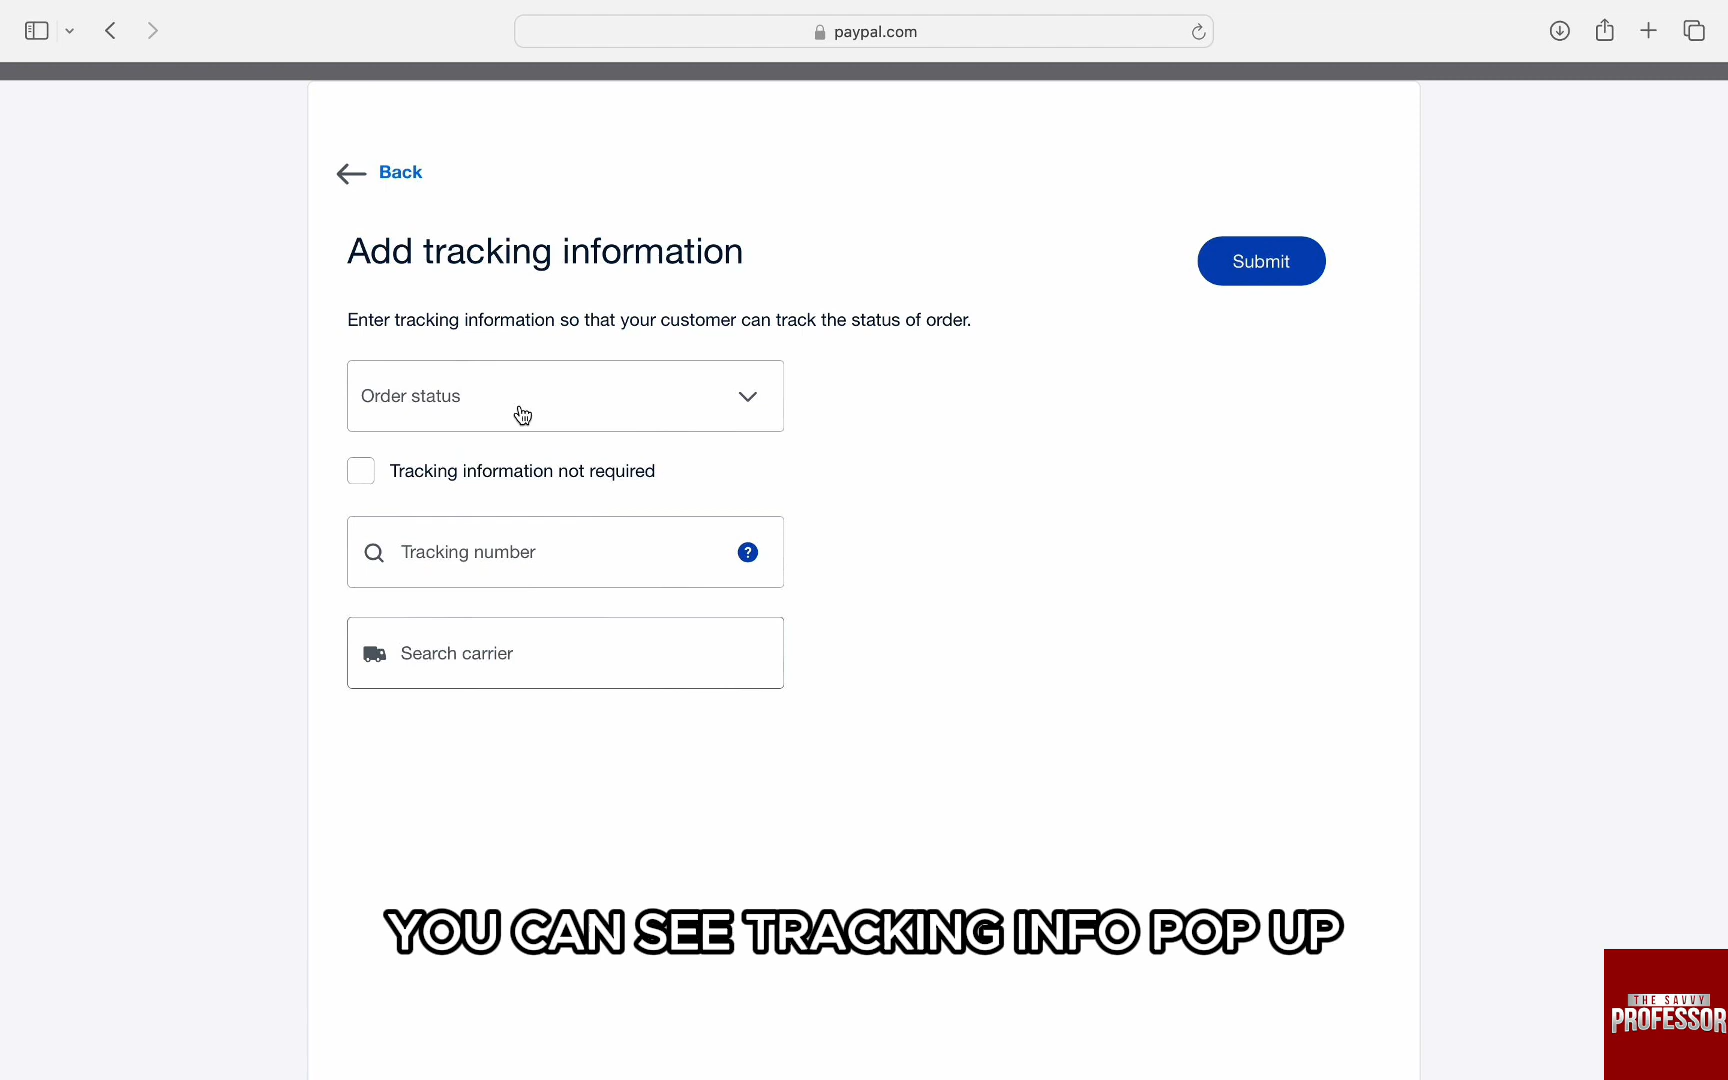 paypal.com
Back
Add tracking information
Submit
Enter tracking information so that your customer can track the status of order.
Order status
Tracking information not required
Tracking number
?
Search carrier
YOU CAN SEE TRACKING INFO POP UP
THE SAVVY
PROFESSOR